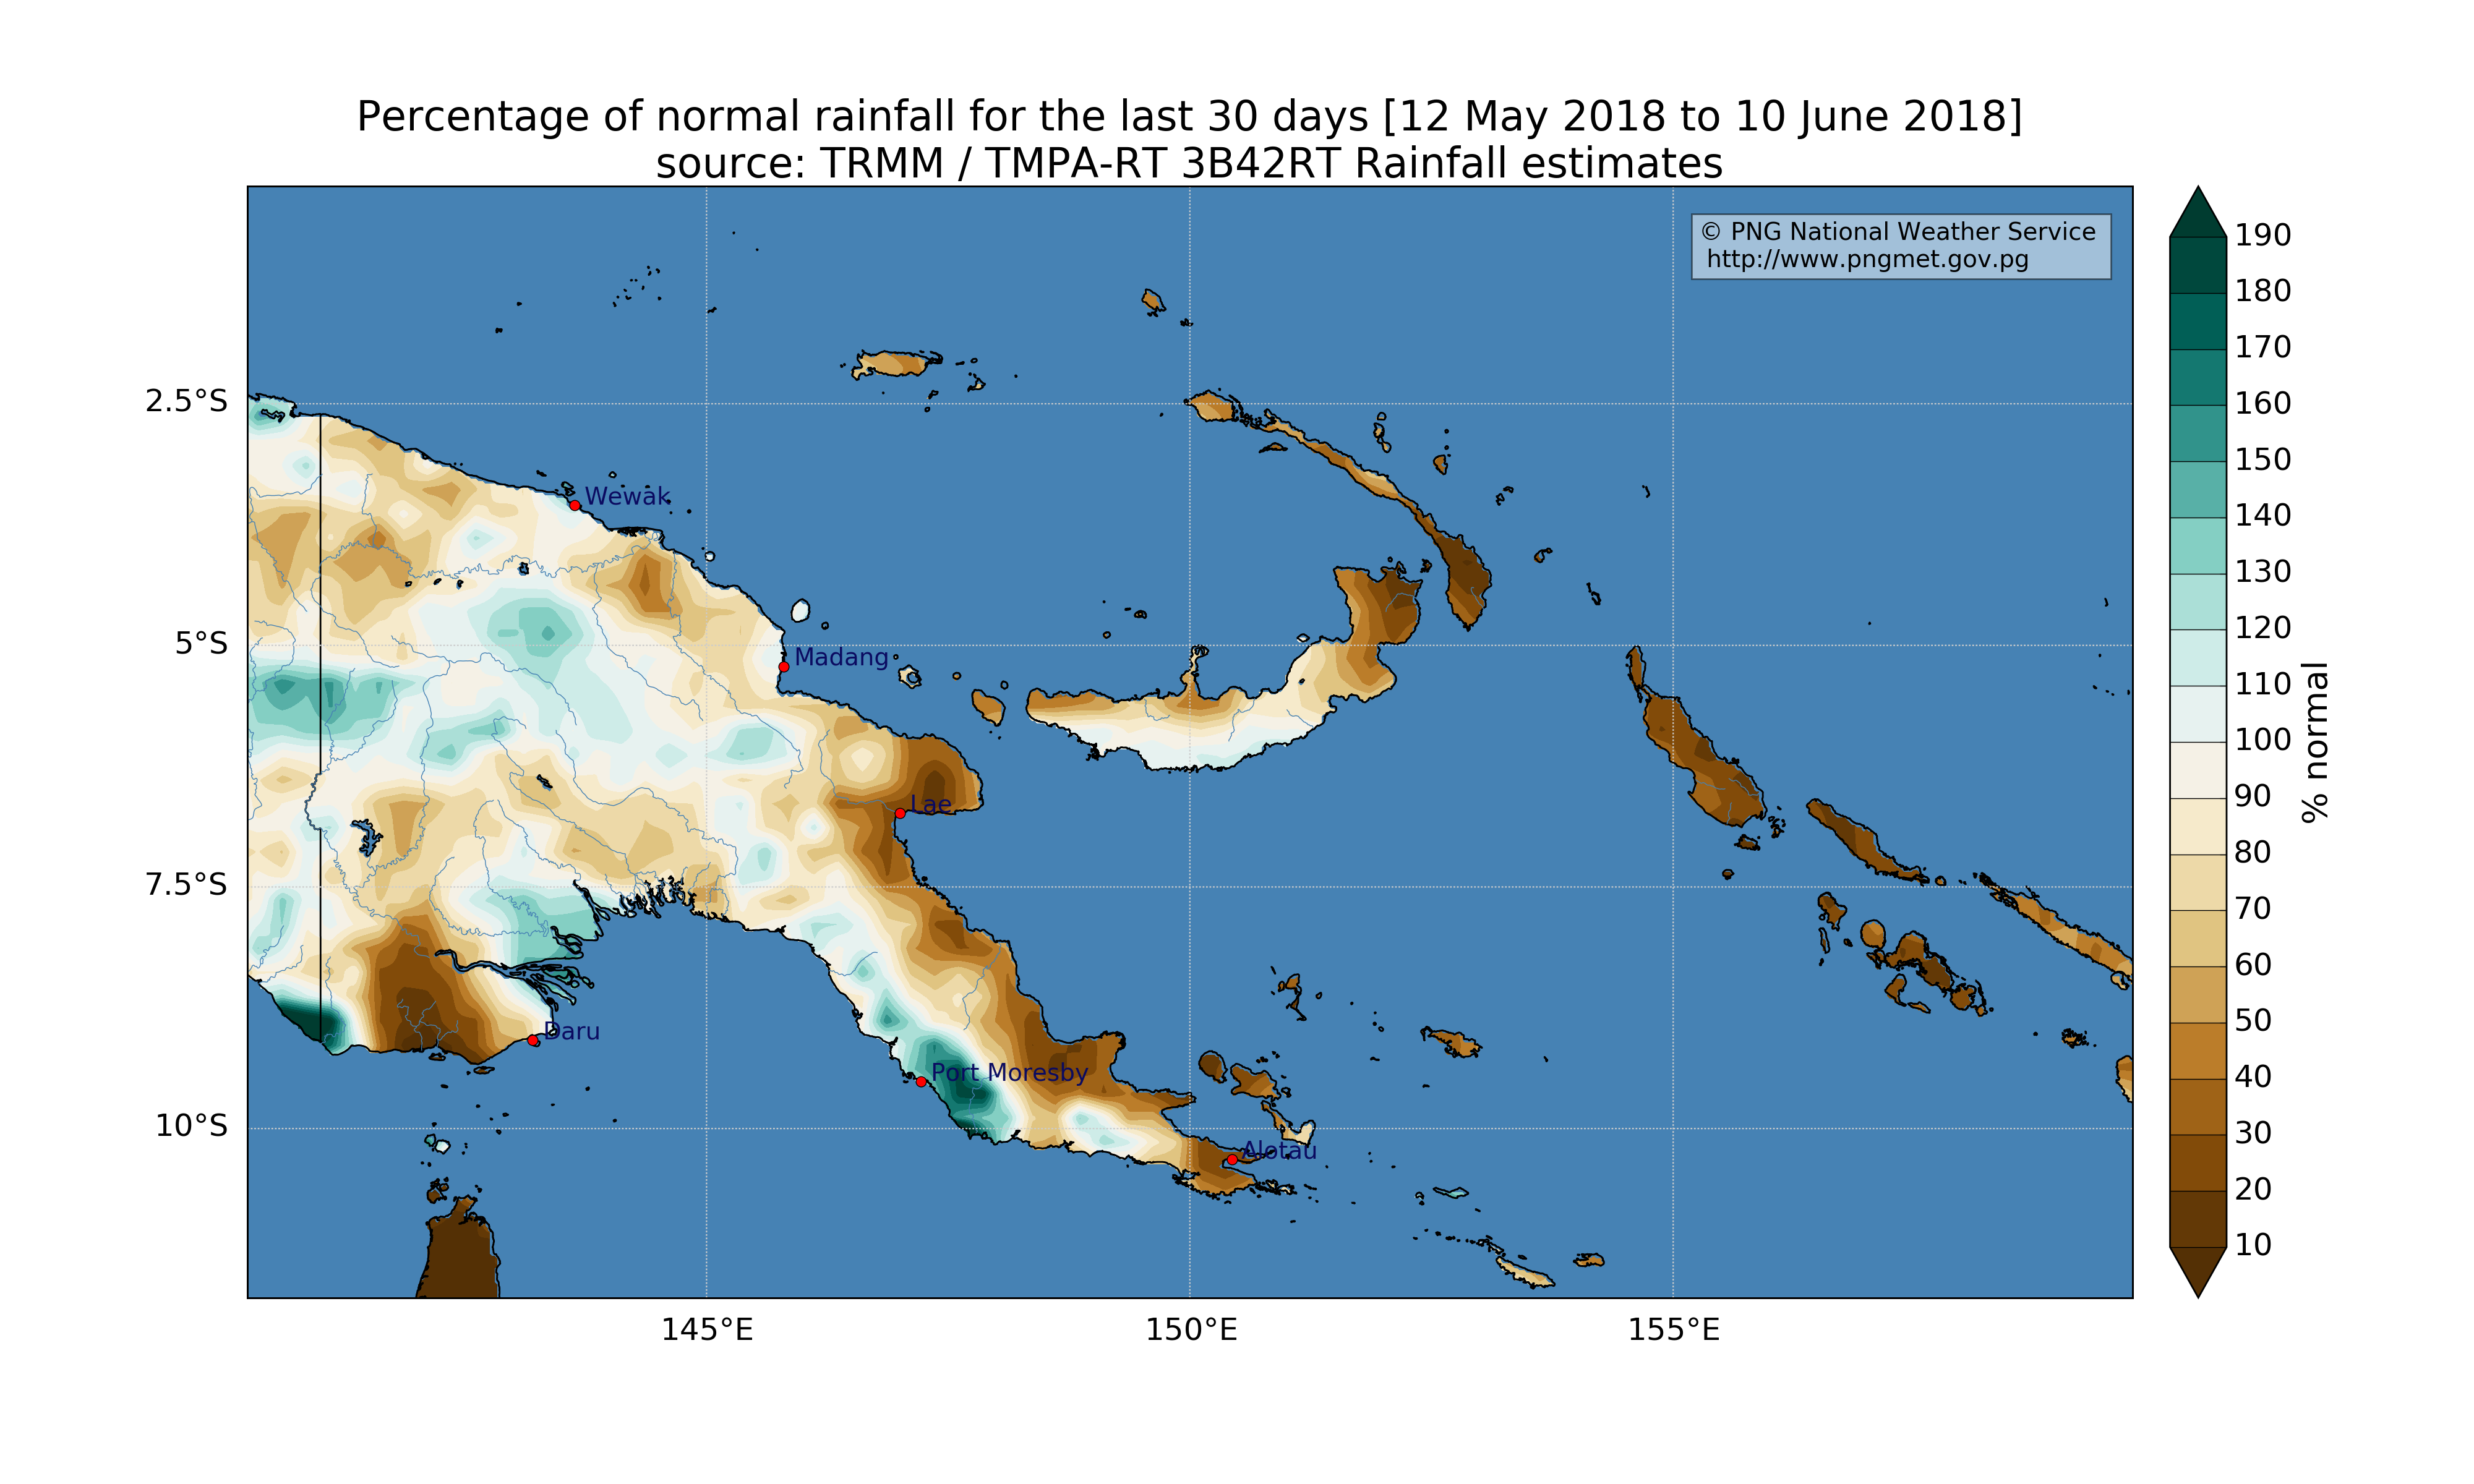 Percentage of normal rainfall for the last 30 days [12 May 2018 to 10 June 2018]
source: TRMM / TMPA-RT 3B42RT Rainfall estimates
© PNG National Weather Service
http://www.pngmet.gov.pg
2.5°S
5°S
7.5°S
10°S
Wewak
Madang
Lae
Daru
Port Moresby
Alotau
145°E
150°E
155°E
190
180
170
160
150
140
130
120
110
100
90
80
70
60
50
40
30
20
10
% normal